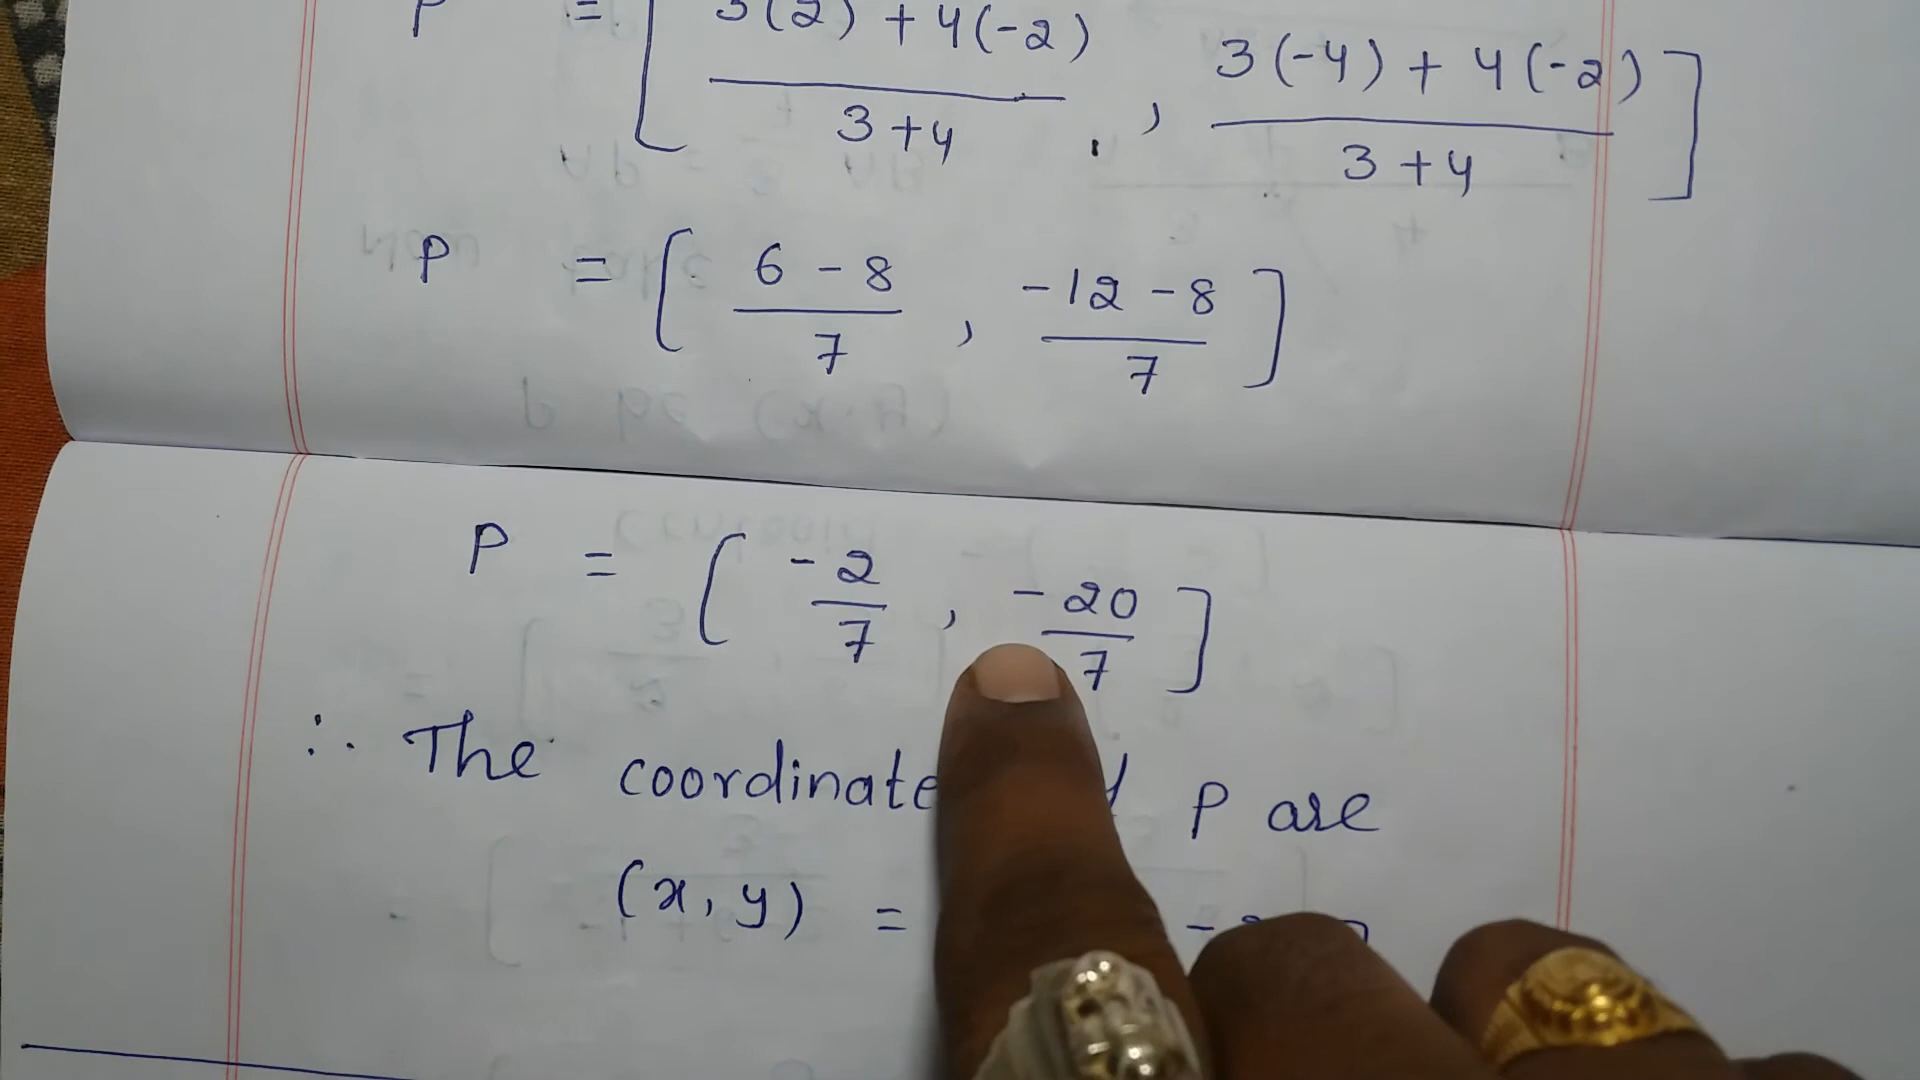 P = [ 3(2) + 4(-2) / 3+4 , 3(-4) + 4(-2) / 3+4 ]
P = [ 6 - 8 / 7 , -12 - 8 / 7 ]
P = [ -2 / 7 , -20 / 7 ]
∴ The coordinate P are
(x, y) =